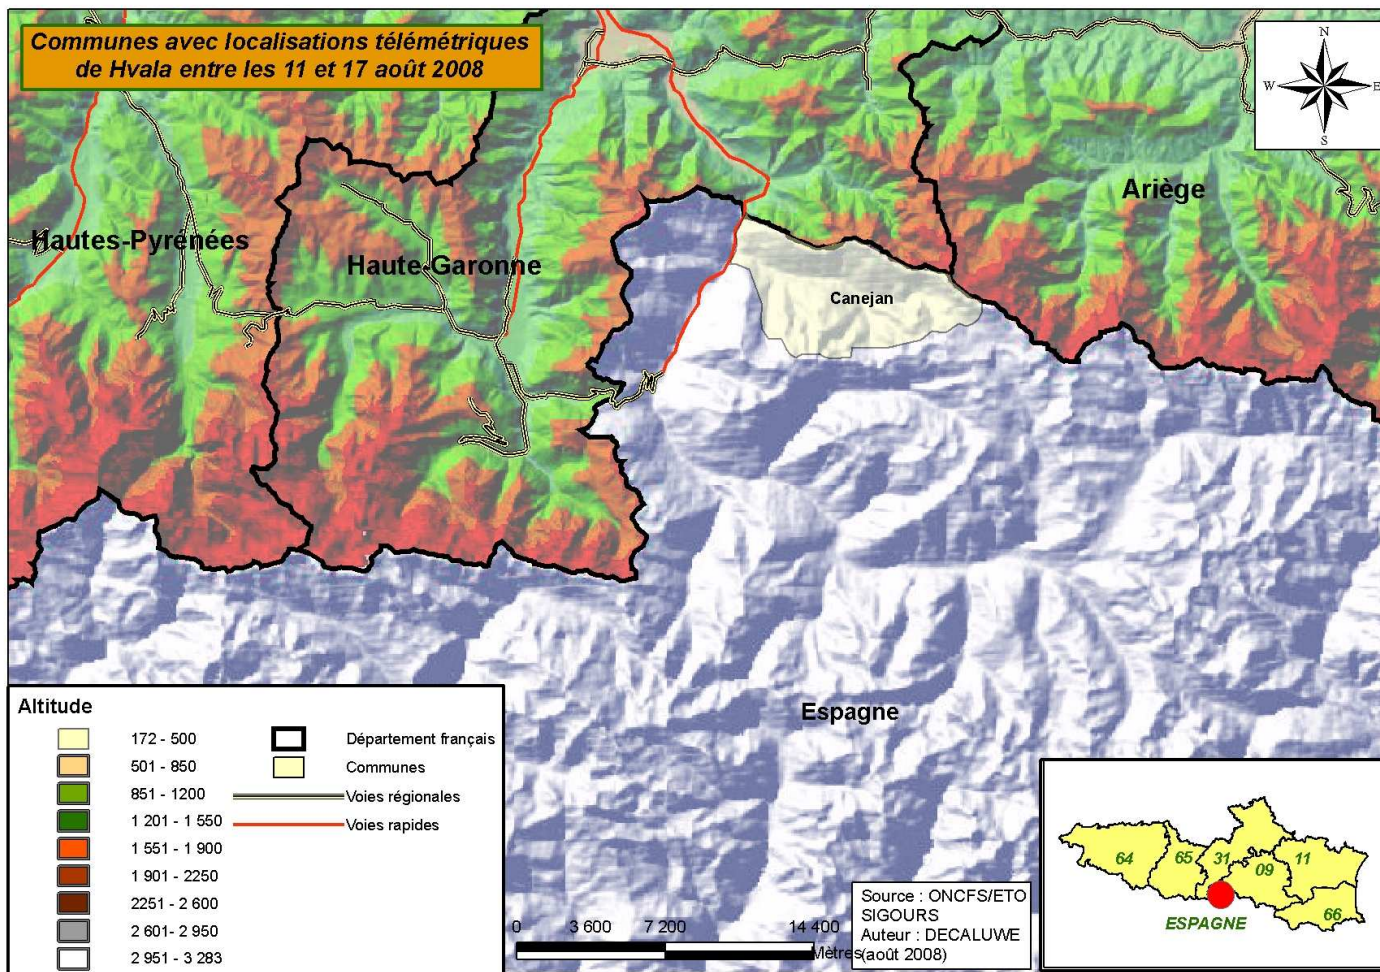 Communes avec localisations télémétriques
de Hvala entre les 11 et 17 août 2008
N
W
E
S
Ariège
Hautes-Pyrénées
Haute-Garonne
Canejan
Espagne
Altitude
172 - 500
501 - 850
851 - 1200
1 201 - 1 550
1 551 - 1 900
1 901 - 2250
2251 - 2 600
2 601- 2 950
2 951 - 3 283
Département français
Communes
Voies régionales
Voies rapides
0 3 600 7 200 14 400
Mètres
Source : ONCFS/ETO
SIGOURS
Auteur : DECALUWE
(août 2008)
64
65
31
09
11
66
ESPAGNE